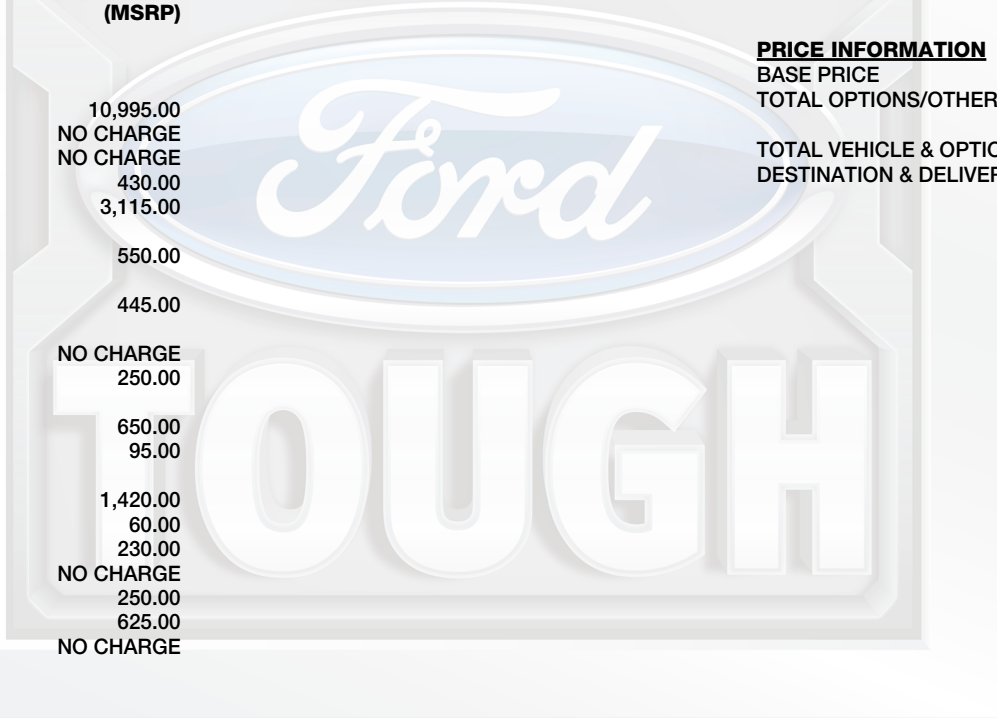 (MSRP)
10,995.00
NO CHARGE
NO CHARGE
430.00
3,115.00
550.00
445.00
NO CHARGE
250.00
650.00
95.00
1,420.00
60.00
230.00
NO CHARGE
250.00
625.00
NO CHARGE
PRICE INFORMATION
BASE PRICE
TOTAL OPTIONS/OTHER
TOTAL VEHICLE & OPTIO
DESTINATION & DELIVER
Ford
TOUGH